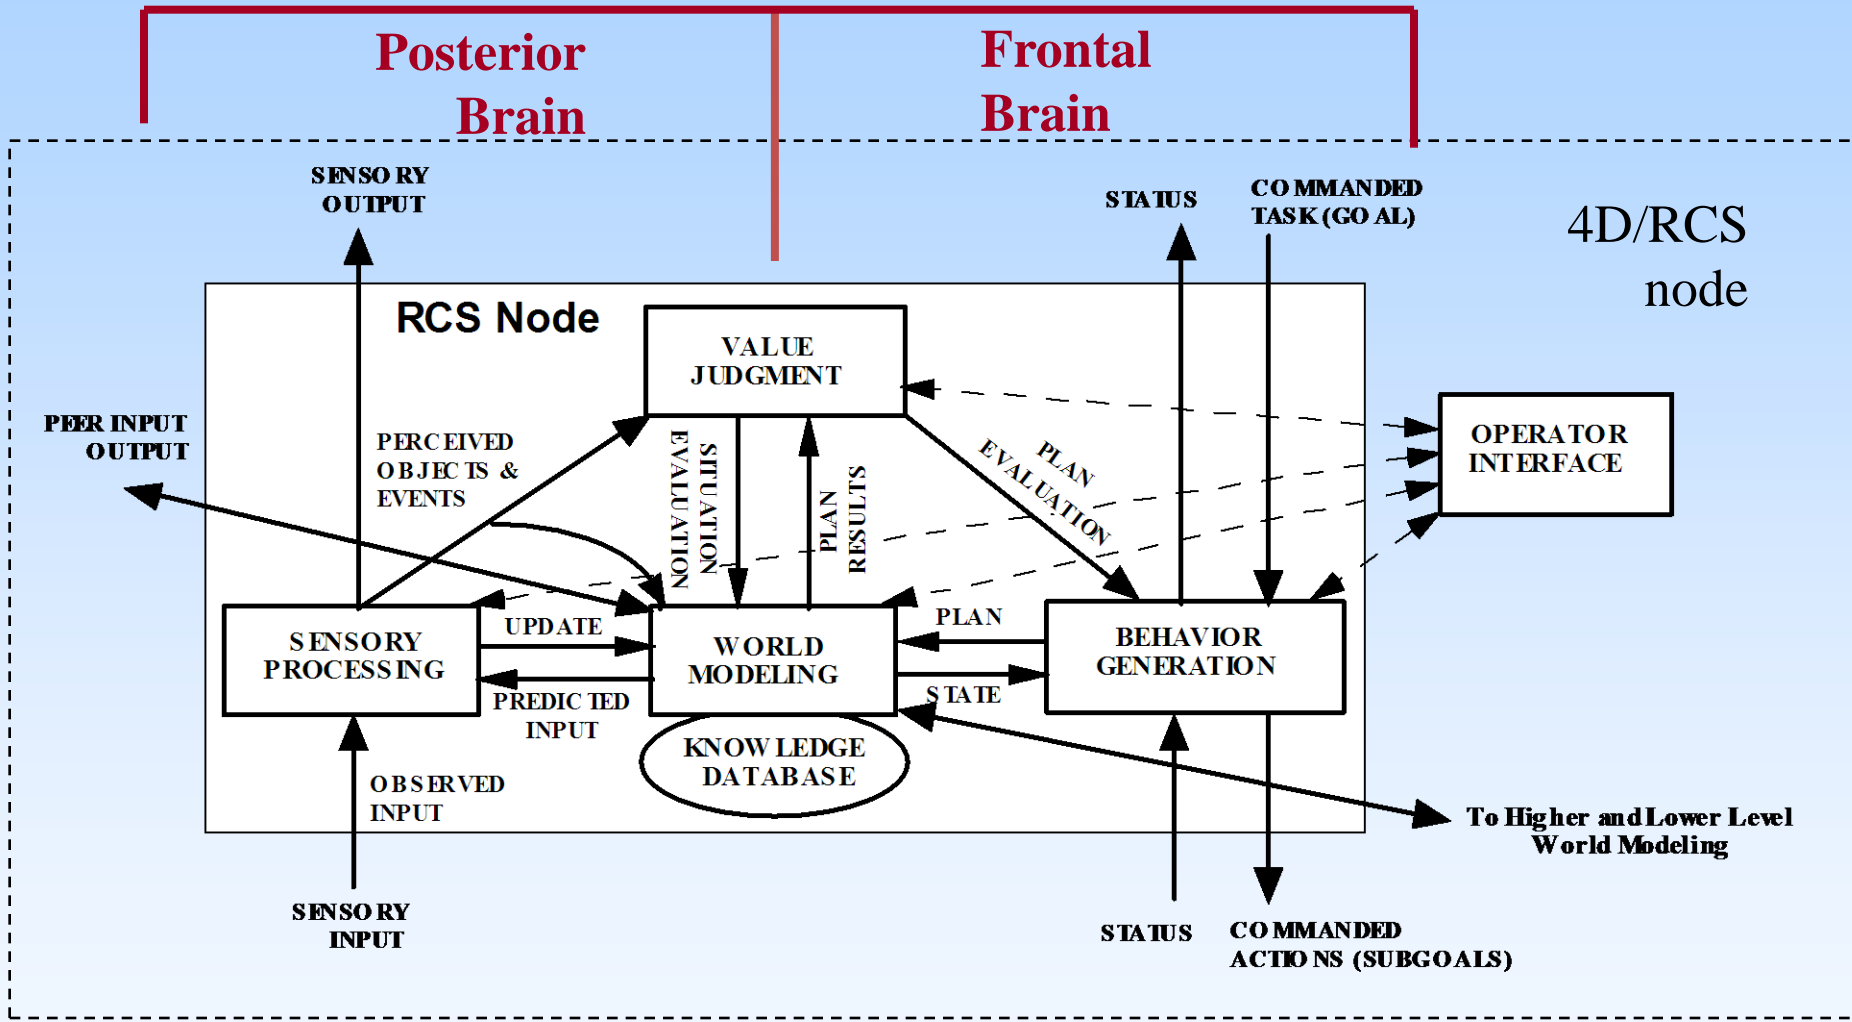 Posterior
Brain
Frontal
Brain
SENSORY
OUTPUT
STATUS
COMMANDED
TASK (GOAL)
4D/RCS
node
RCS Node
VALUE
JUDGMENT
PEER INPUT
OUTPUT
PERCEIVED
OBJECTS &
EVENTS
SITUATION
EVALUATION
PLAN
RESULTS
PLAN
EVALUATION
OPERATOR
INTERFACE
SENSORY
PROCESSING
UPDATE
PREDICTED
INPUT
WORLD
MODELING
PLAN
STATE
BEHAVIOR
GENERATION
KNOWLEDGE
DATABASE
OBSERVED
INPUT
To Higher and Lower Level
World Modeling
SENSORY
INPUT
STATUS
COMMANDED
ACTIONS (SUBGOALS)